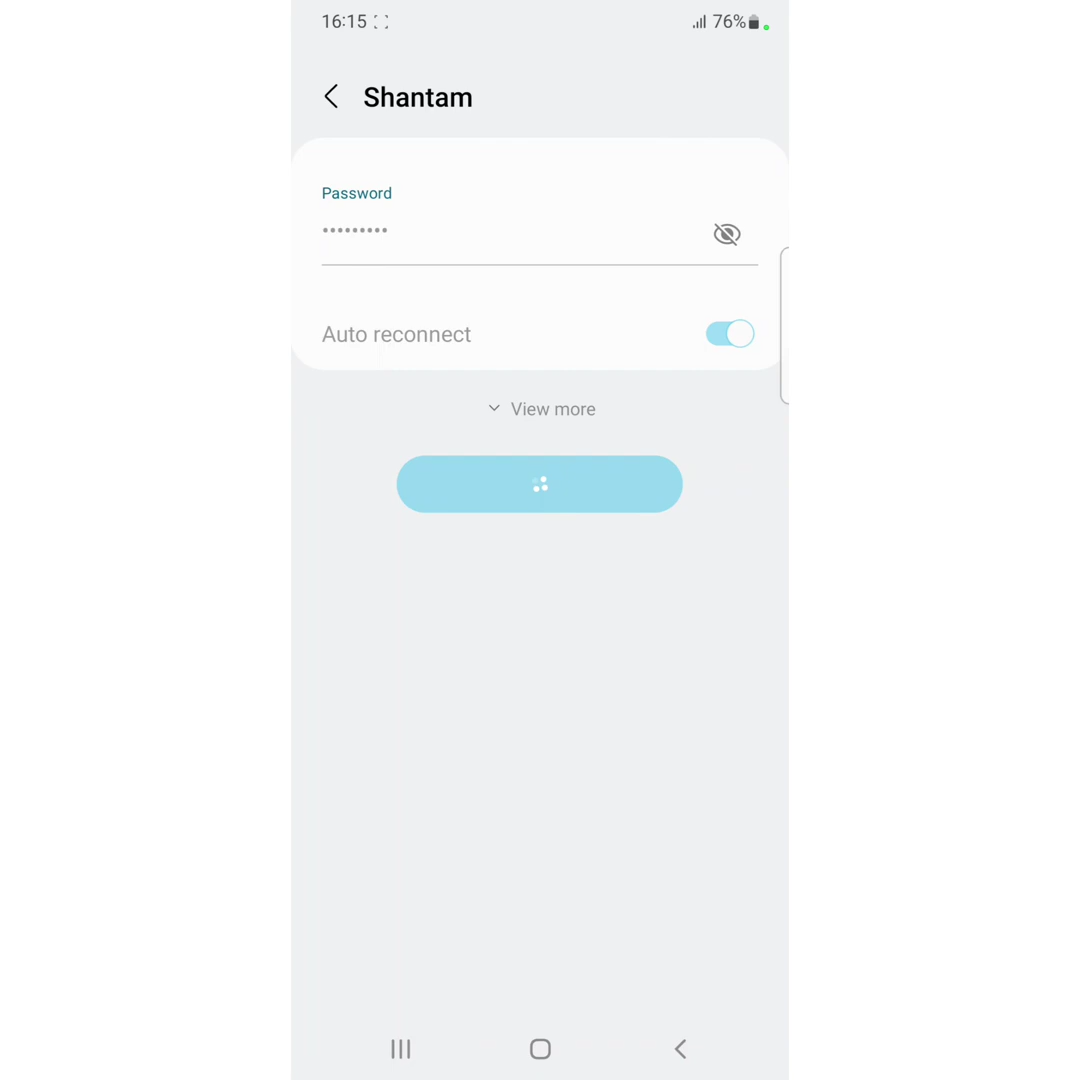 16:15 76%
Shantam
Password
•••••••••
Auto reconnect
View more